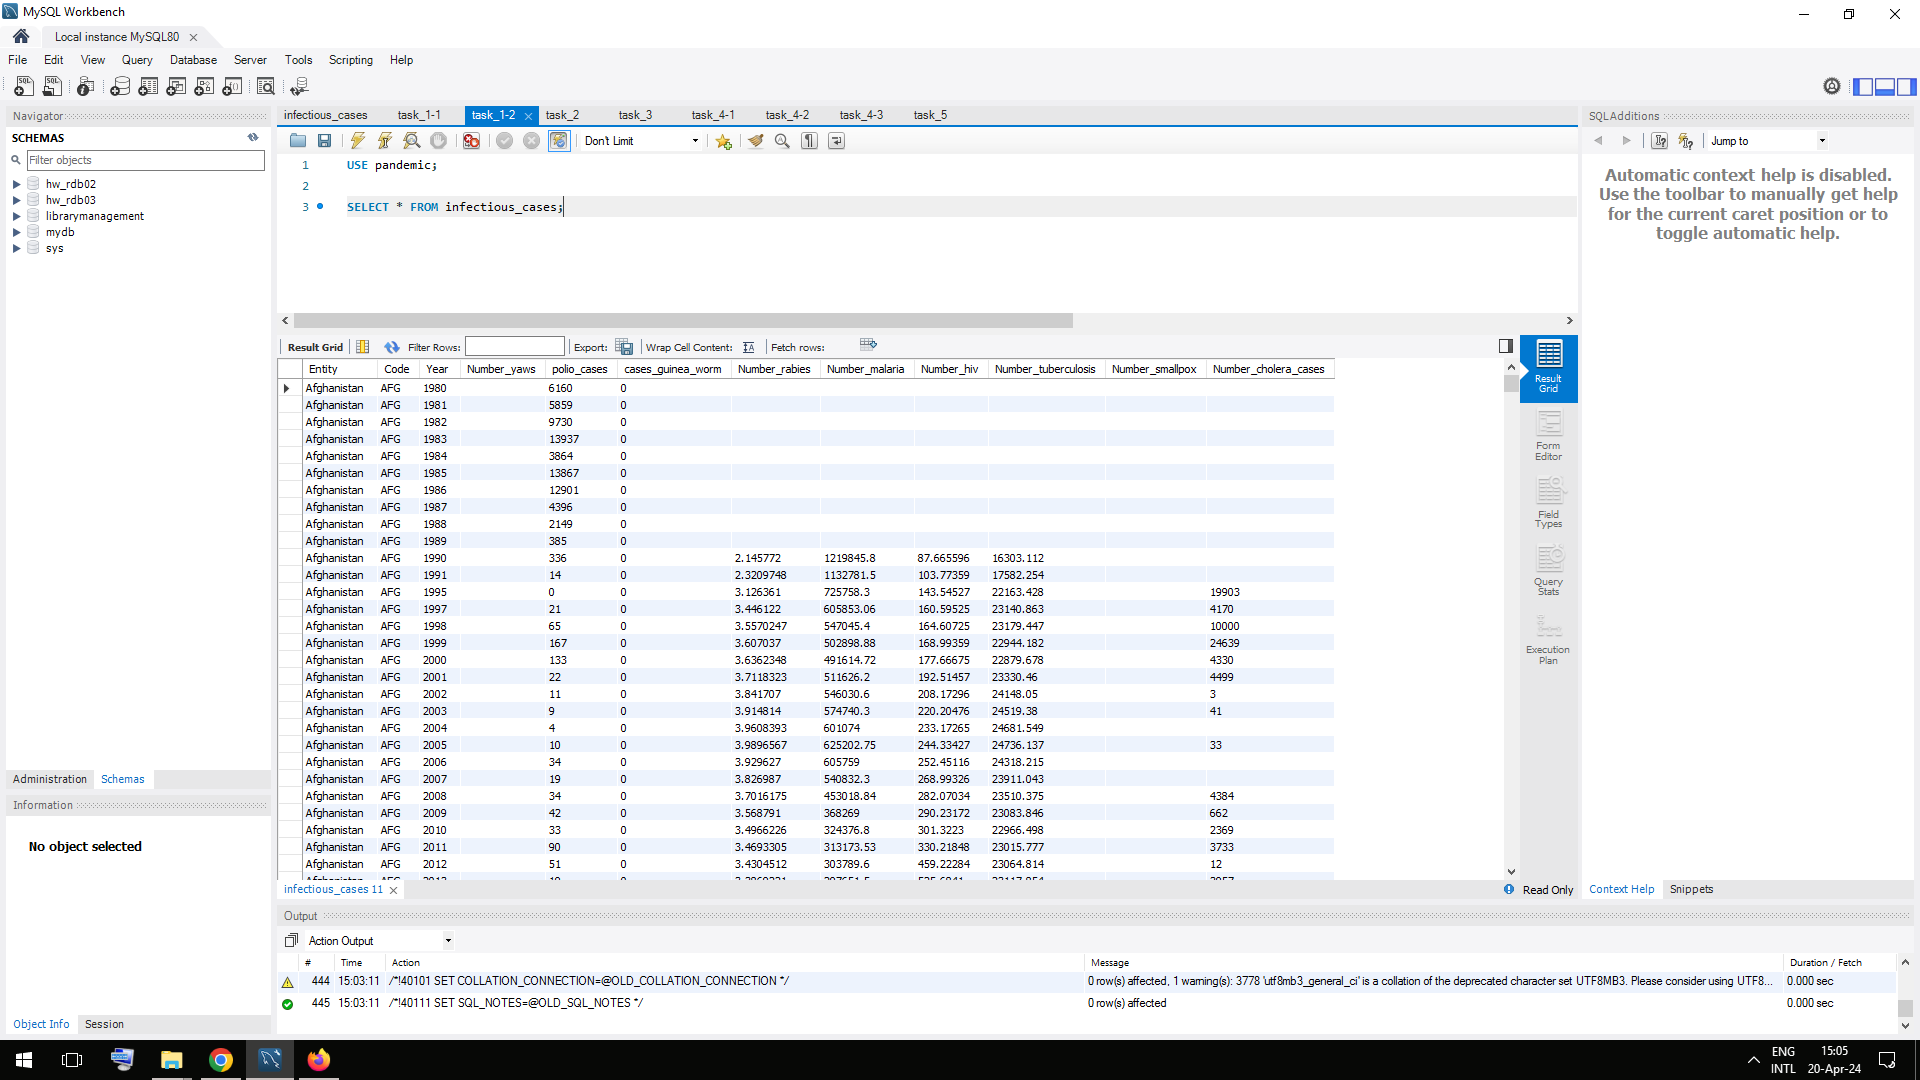 MySQL Workbench
Local instance MySQL80
File Edit View Query Database Server Tools Scripting Help
Navigator
SCHEMAS
Filter objects
hw_rdb02
hw_rdb03
librarymanagement
mydb
sys
Administration Schemas
Information
No object selected
Object Info Session
infectious_cases task_1-1 task_1-2 task_2 task_3 task_4-1 task_4-2 task_4-3 task_5
Don't Limit
1 USE pandemic;
2
3 SELECT * FROM infectious_cases;
Result Grid Filter Rows: Export: Wrap Cell Content: Fetch rows:
Entity Code Year Number_yaws polio_cases cases_guinea_worm Number_rabies Number_malaria Number_hiv Number_tuberculosis Number_smallpox Number_cholera_cases
Afghanistan AFG 1980 6160 0
Afghanistan AFG 1981 5859 0
Afghanistan AFG 1982 9730 0
Afghanistan AFG 1983 13937 0
Afghanistan AFG 1984 3864 0
Afghanistan AFG 1985 13867 0
Afghanistan AFG 1986 12901 0
Afghanistan AFG 1987 4396 0
Afghanistan AFG 1988 2149 0
Afghanistan AFG 1989 385 0
Afghanistan AFG 1990 336 0 2.145772 1219845.8 87.665596 16303.112
Afghanistan AFG 1991 14 0 2.3209748 1132781.5 103.77359 17582.254
Afghanistan AFG 1995 0 0 3.126361 725758.3 143.54527 22163.428 19903
Afghanistan AFG 1997 21 0 3.446122 605853.06 160.59525 23140.863 4170
Afghanistan AFG 1998 65 0 3.5570247 547045.4 164.60725 23179.447 10000
Afghanistan AFG 1999 167 0 3.607037 502898.88 168.99359 22944.182 24639
Afghanistan AFG 2000 133 0 3.6362348 491614.72 177.66675 22879.678 4330
Afghanistan AFG 2001 22 0 3.7118323 511626.2 192.51457 23330.46 4499
Afghanistan AFG 2002 11 0 3.841707 546030.6 208.17296 24148.05 3
Afghanistan AFG 2003 9 0 3.914814 574740.3 220.20476 24519.38 41
Afghanistan AFG 2004 4 0 3.9608393 601074 233.17265 24681.549
Afghanistan AFG 2005 10 0 3.9896567 625202.75 244.33427 24736.137 33
Afghanistan AFG 2006 34 0 3.929627 605759 252.45116 24318.215
Afghanistan AFG 2007 19 0 3.826987 540832.3 268.99326 23911.043
Afghanistan AFG 2008 34 0 3.7016175 453018.84 282.07034 23510.375 4384
Afghanistan AFG 2009 42 0 3.568791 368269 290.23172 23083.846 662
Afghanistan AFG 2010 33 0 3.4966226 324376.8 301.3223 22966.498 2369
Afghanistan AFG 2011 90 0 3.4693305 313173.53 330.21848 23015.777 3733
Afghanistan AFG 2012 51 0 3.4304512 303789.6 459.22284 23064.814 12
Result Grid
Form Editor
Field Types
Query Stats
Execution Plan
infectious_cases 11
Read Only
SQLAdditions
Jump to
Automatic context help is disabled.
Use the toolbar to manually get help
for the current caret position or to
toggle automatic help.
Context Help Snippets
Output
Action Output
# Time Action Message Duration / Fetch
444 15:03:11 /*!40101 SET COLLATION_CONNECTION=@OLD_COLLATION_CONNECTION */ 0 row(s) affected, 1 warning(s): 3778 'utf8mb3_general_ci' is a collation of the deprecated character set UTF8MB3. Please consider using UTF8... 0.000 sec
445 15:03:11 /*!40111 SET SQL_NOTES=@OLD_SQL_NOTES */ 0 row(s) affected 0.000 sec
ENG
INTL
15:05
20-Apr-24